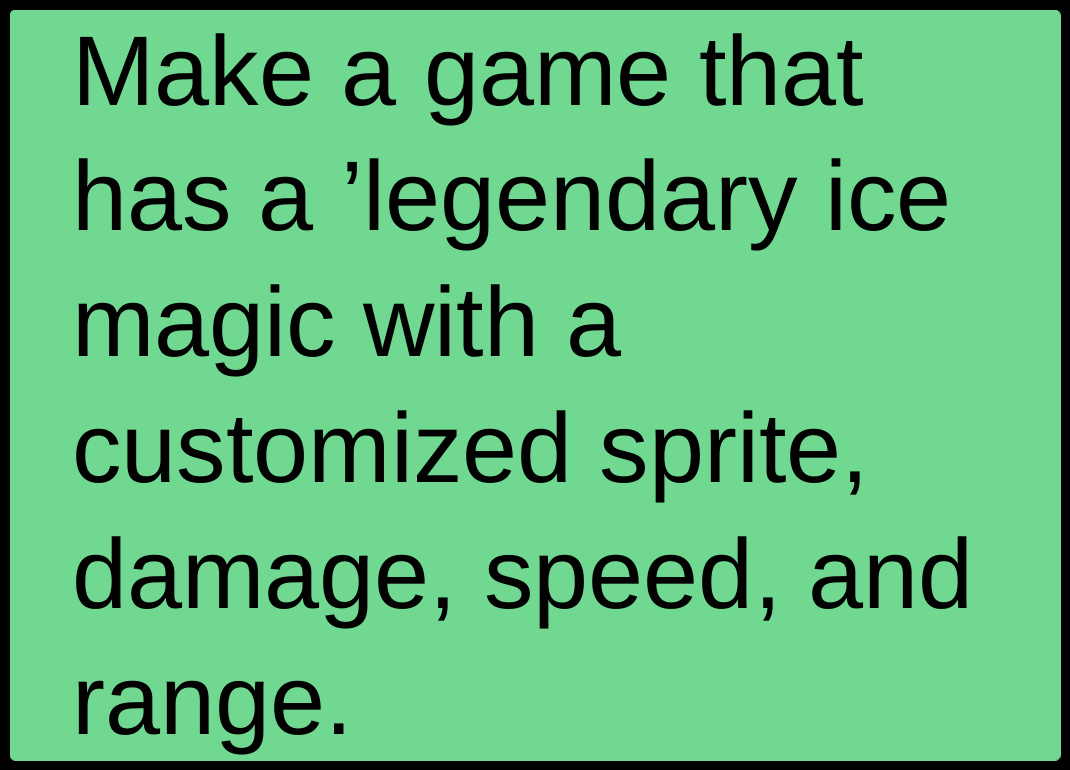 Make a game that
has a ’legendary ice
magic with a
customized sprite,
damage, speed, and
range.